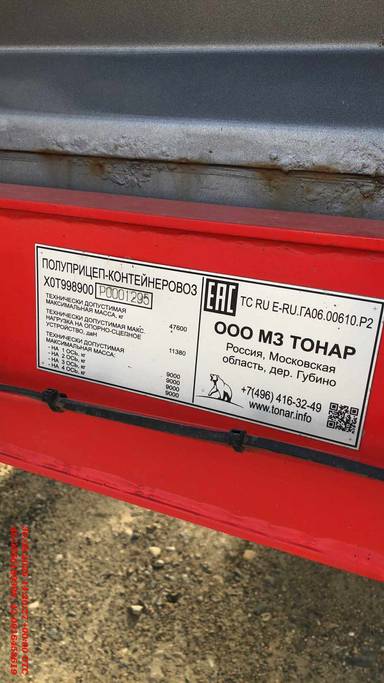 ПОЛУПРИЦЕП-КОНТЕЙНЕРОВОЗ
X0T998900 P0001295
ТЕХНИЧЕСКИ ДОПУСТИМАЯ
МАКСИМАЛЬНАЯ МАССА, кг
ТЕХНИЧЕСКИ ДОПУСТИМАЯ МАКС. 47600
НАГРУЗКА НА ОПОРНО-СЦЕПНОЕ
УСТРОЙСТВО, даН
ТЕХНИЧЕСКИ ДОПУСТИМАЯ 11380
МАКСИМАЛЬНАЯ МАССА:
- НА 1 ОСЬ, кг 9000
- НА 2 ОСЬ, кг 9000
- НА 3 ОСЬ, кг 9000
- НА 4 ОСЬ, кг 9000
EAC TC RU E-RU.ГА06.00610.P2
ООО МЗ ТОНАР
Россия, Московская
область, дер. Губино
+7(496) 416-32-49
www.tonar.info